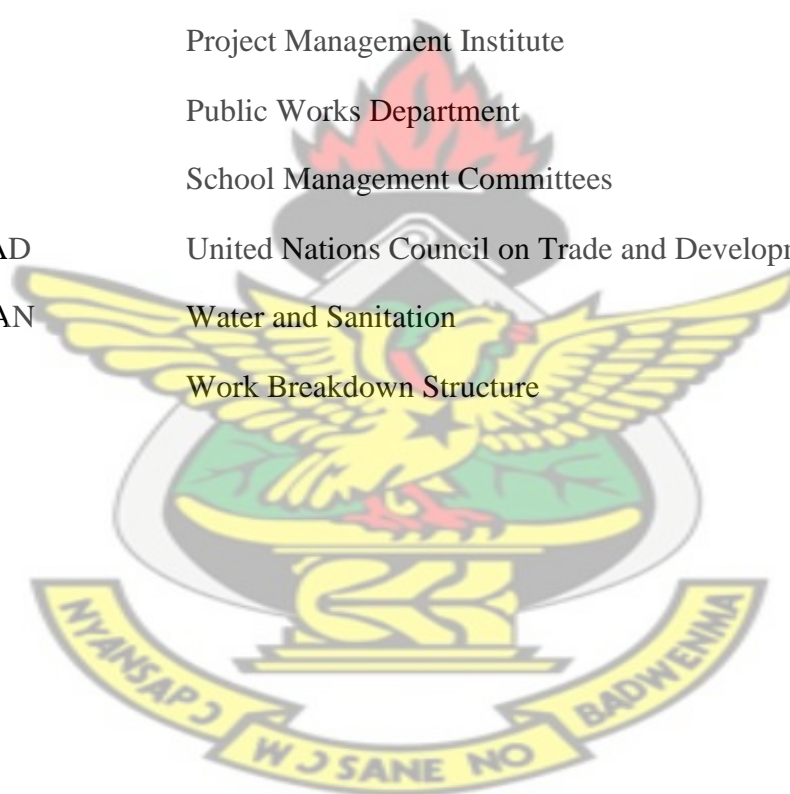 Project Management Institute
Public Works Department
School Management Committees
AD United Nations Council on Trade and Developm
AN Water and Sanitation
Work Breakdown Structure
NYANSAPƆ WƆSANE NO BADWENMA